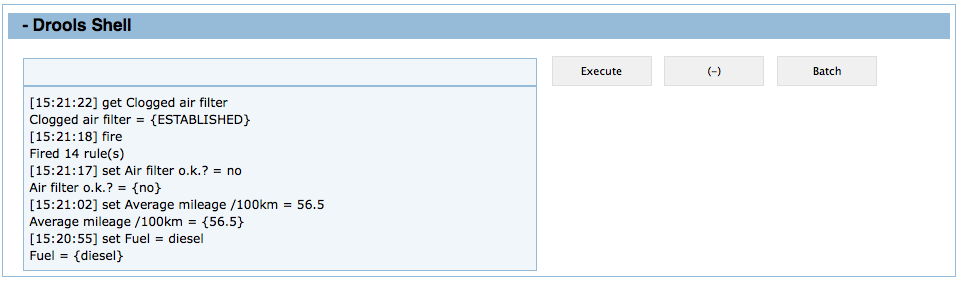 - Drools Shell
Execute
(-)
Batch
[15:21:22] get Clogged air filter
Clogged air filter = {ESTABLISHED}
[15:21:18] fire
Fired 14 rule(s)
[15:21:17] set Air filter o.k.? = no
Air filter o.k.? = {no}
[15:21:02] set Average mileage /100km = 56.5
Average mileage /100km = {56.5}
[15:20:55] set Fuel = diesel
Fuel = {diesel}